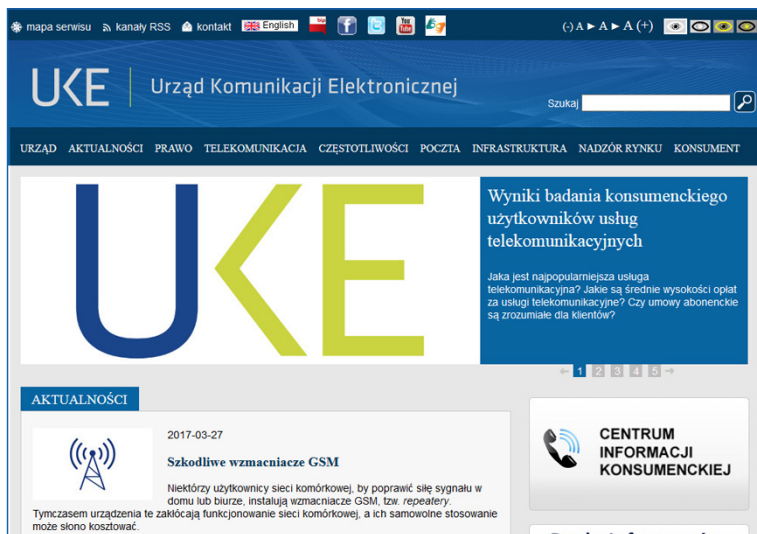 mapa serwisu kanały RSS kontakt English bip You Tube (-) A ► A ► A (+)
UKE Urząd Komunikacji Elektronicznej
Szukaj
URZĄD AKTUALNOŚCI PRAWO TELEKOMUNIKACJA CZĘSTOTLIWOŚCI POCZTA INFRASTRUKTURA NADZÓR RYNKU KONSUMENT
UKE
Wyniki badania konsumenckiego
użytkowników usług
telekomunikacyjnych
Jaka jest najpopularniejsza usługa
telekomunikacyjna? Jakie są średnie wysokości opłat
za usługi telekomunikacyjne? Czy umowy abonenckie
są zrozumiałe dla klientów?
← 1 2 3 4 5 →
AKTUALNOŚCI
2017-03-27
Szkodliwe wzmacniacze GSM
Niektórzy użytkownicy sieci komórkowej, by poprawić siłę sygnału w
domu lub biurze, instalują wzmacniacze GSM, tzw. repeatery.
Tymczasem urządzenia te zakłócają funkcjonowanie sieci komórkowej, a ich samowolne stosowanie
może słono kosztować.
CENTRUM
INFORMACJI
KONSUMENCKIEJ